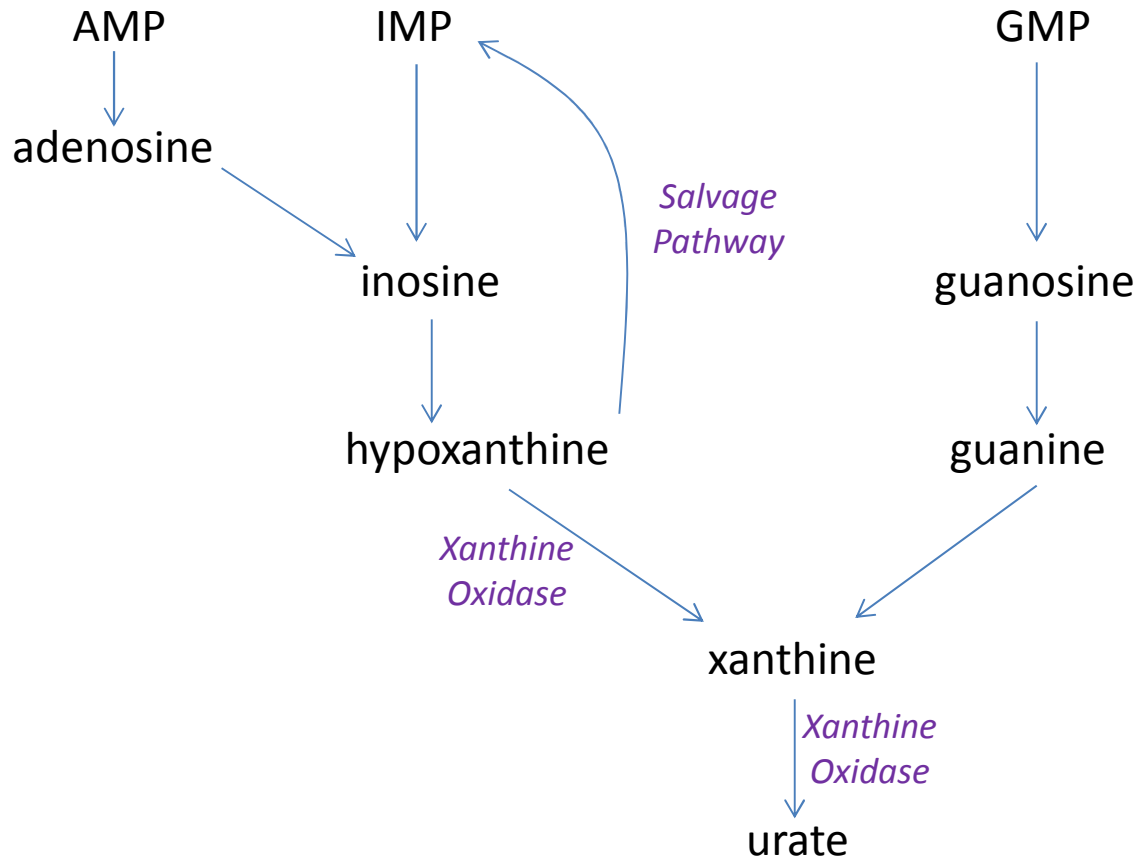 AMP
IMP
GMP
adenosine
Salvage
Pathway
inosine
guanosine
hypoxanthine
guanine
Xanthine
Oxidase
xanthine
Xanthine
Oxidase
urate